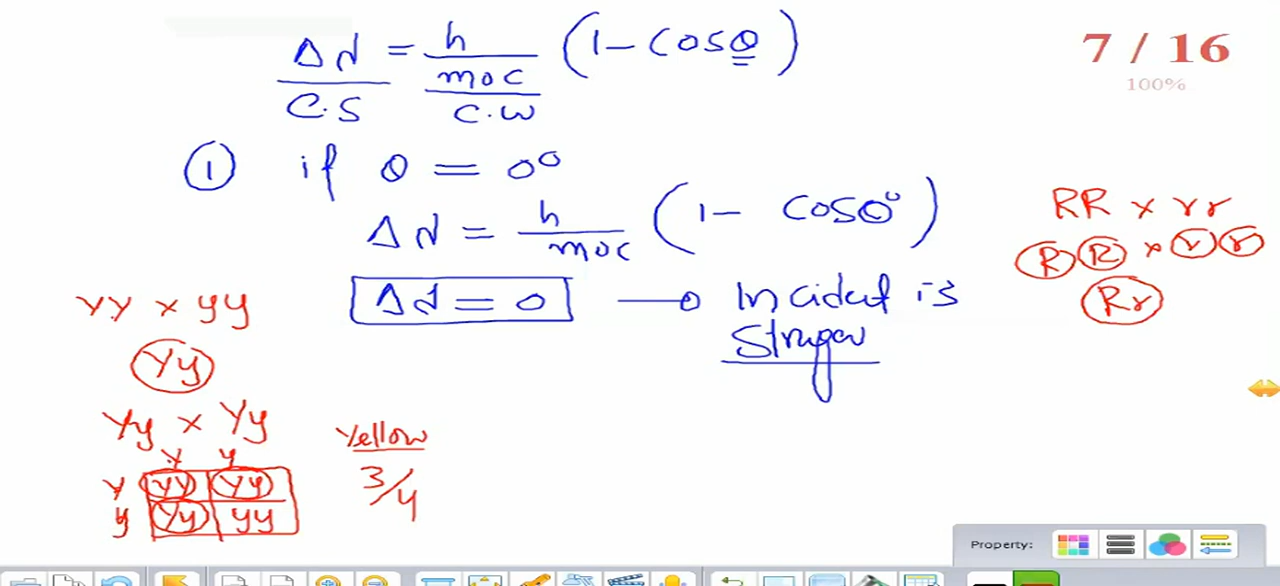 Δλ = h / m₀c (1 - cosθ)
C.S C.W
7 / 16
100%
① if θ = 0°
Δλ = h / m₀c (1 - cos0°)
Δλ = 0 → Incident is
RR × rr
R R × r r
Rr
YY × yy
Yy
Yy × Yy
Y y
Y YY Yy
y Yy yy
Yellow
3/4
Property: